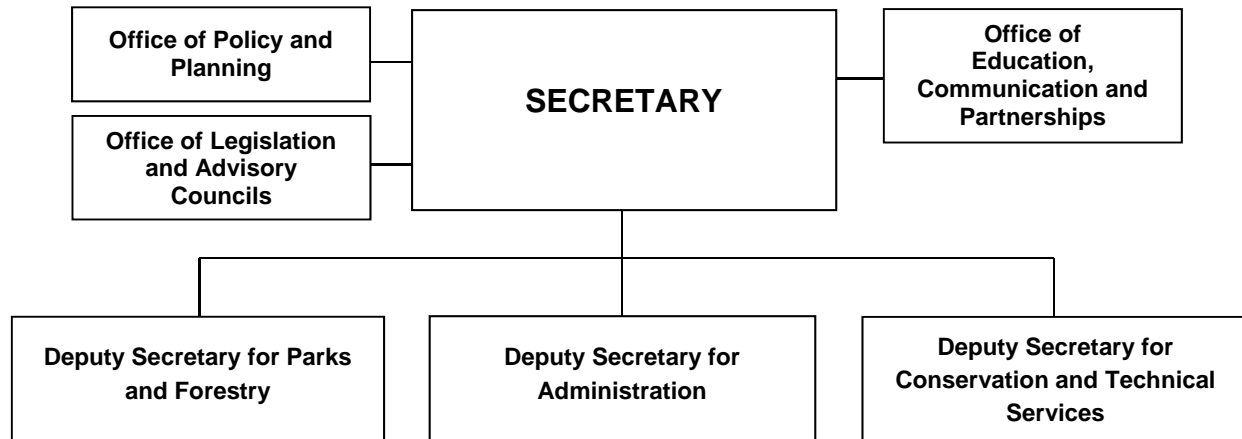 Office of Policy and
Planning
Office of Legislation
and Advisory
Councils
SECRETARY
Office of
Education,
Communication and
Partnerships
Deputy Secretary for Parks
and Forestry
Deputy Secretary for
Administration
Deputy Secretary for
Conservation and Technical
Services